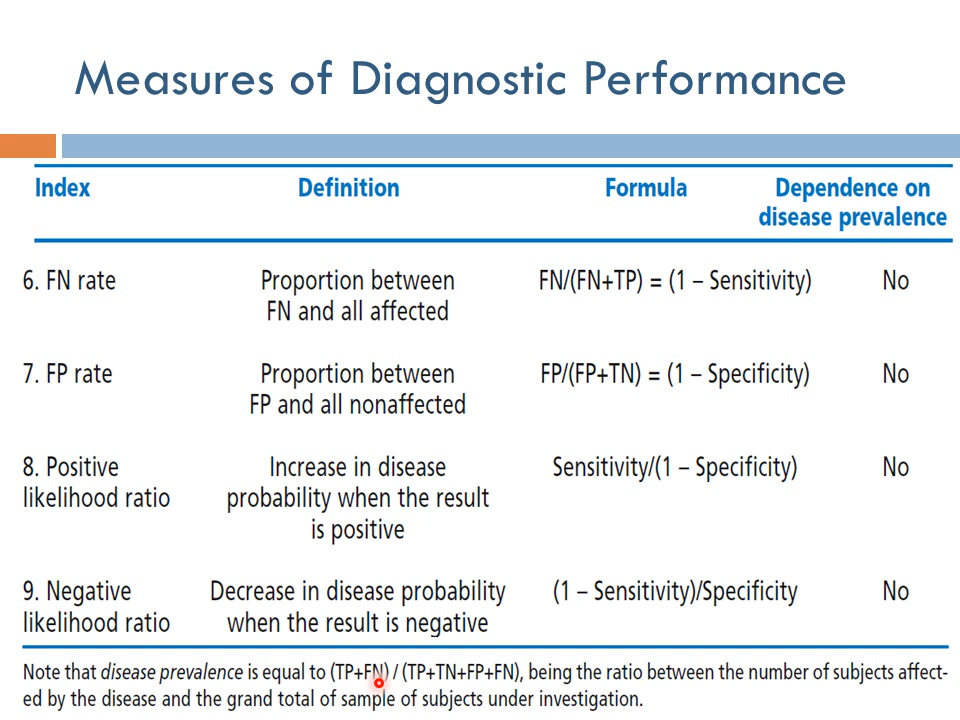 Measures of Diagnostic Performance
Index Definition Formula Dependence on
disease prevalence
6. FN rate Proportion between FN/(FN+TP) = (1 – Sensitivity) No
FN and all affected
7. FP rate Proportion between FP/(FP+TN) = (1 – Specificity) No
FP and all nonaffected
8. Positive Increase in disease Sensitivity/(1 – Specificity) No
likelihood ratio probability when the result
is positive
9. Negative Decrease in disease probability (1 – Sensitivity)/Specificity No
likelihood ratio when the result is negative
Note that disease prevalence is equal to (TP+FN) / (TP+TN+FP+FN), being the ratio between the number of subjects affect-
ed by the disease and the grand total of sample of subjects under investigation.